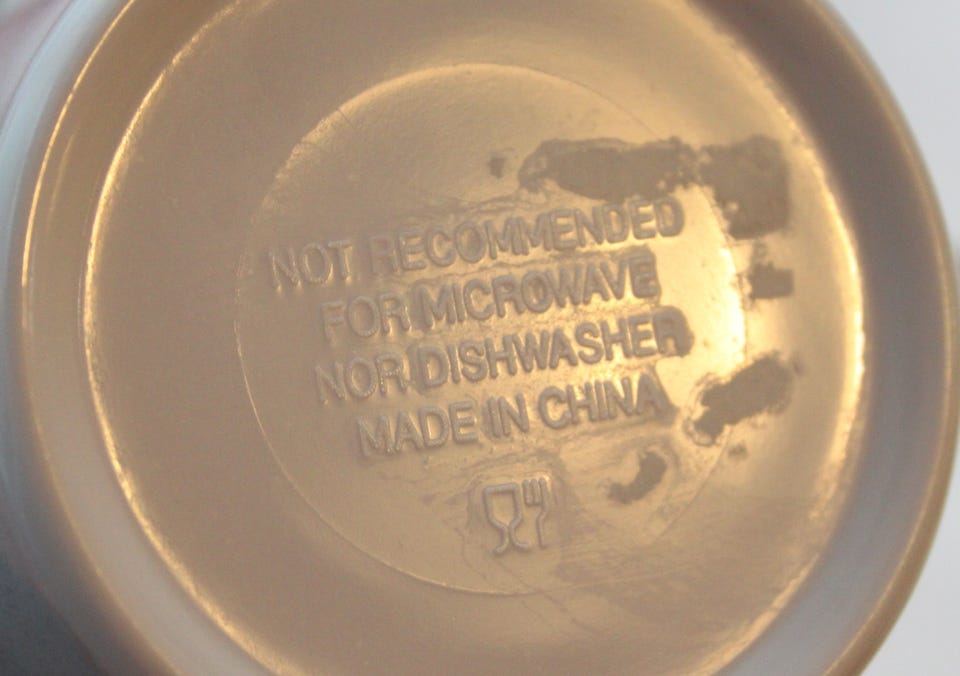 NOT RECOMMENDED
FOR MICROWAVE
NOR DISHWASHER
MADE IN CHINA